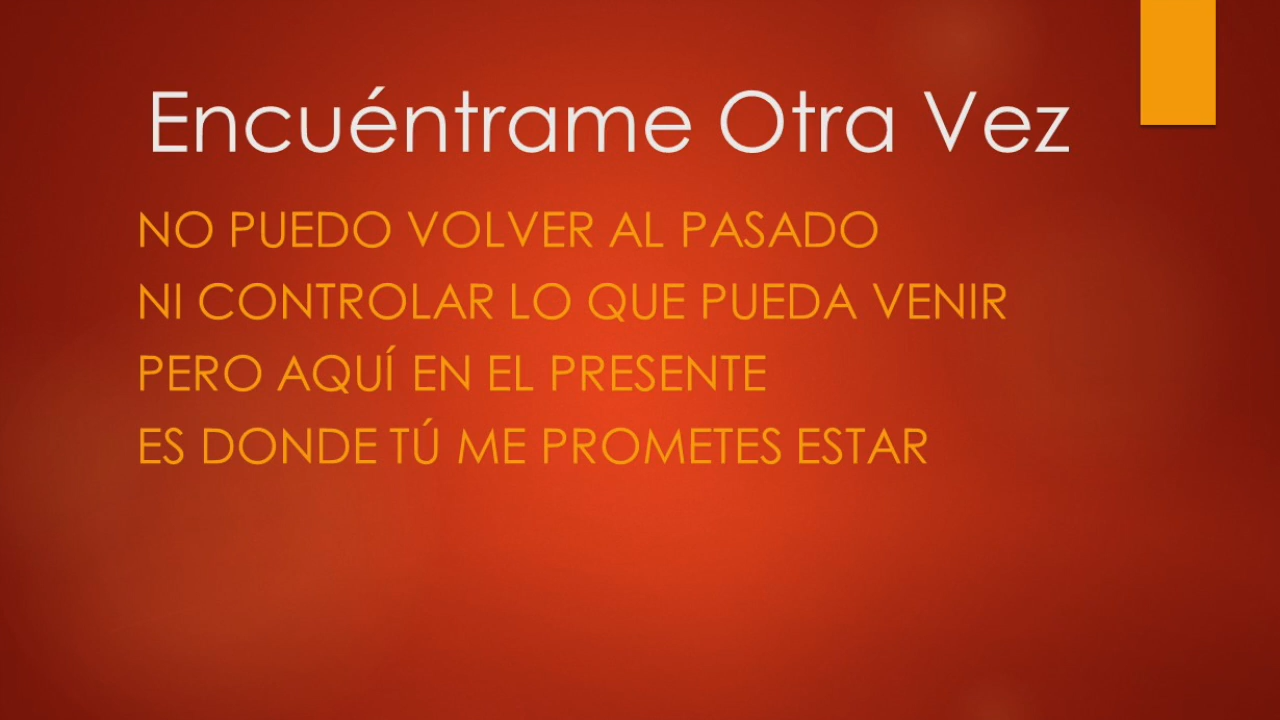 Encuéntrame Otra Vez
NO PUEDO VOLVER AL PASADO
NI CONTROLAR LO QUE PUEDA VENIR
PERO AQUÍ EN EL PRESENTE
ES DONDE TÚ ME PROMETES ESTAR